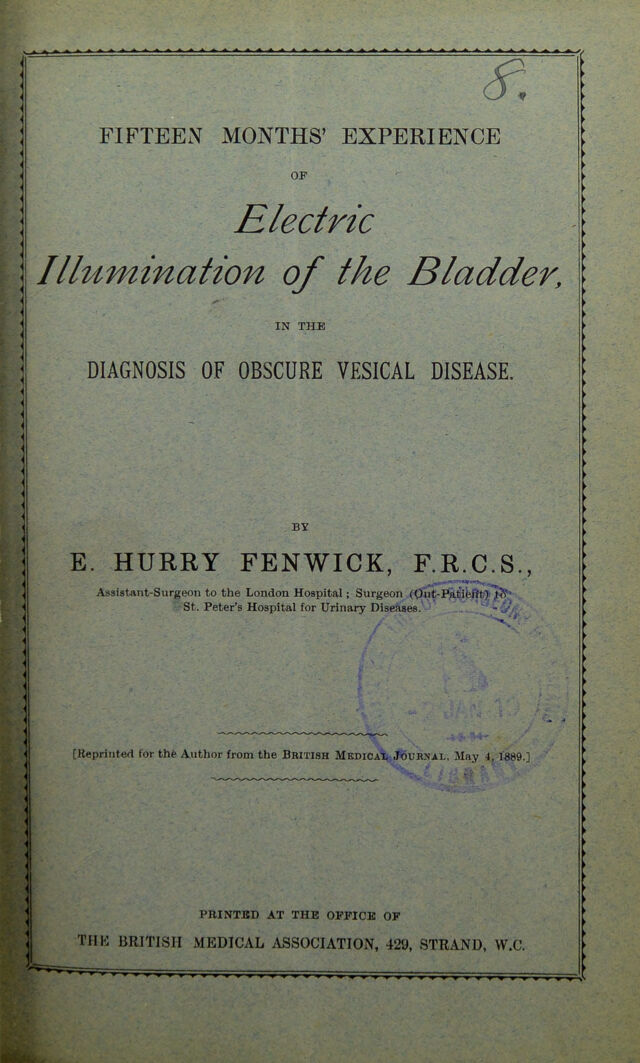 8.
FIFTEEN MONTHS' EXPERIENCE
OF
Electric
Illumination of the Bladder,
IN THE
DIAGNOSIS OF OBSCURE VESICAL DISEASE.
BY
E. HURRY FENWICK, F.R.C.S.,
Assistant-Surgeon to the London Hospital; Surgeon (Out-Patient) to
St. Peter's Hospital for Urinary Diseases.
[Reprinted for the Author from the BRITISH MEDICAL JOURNAL, May 4, 1889.]
JAN
LIBRARY
PRINTED AT THE OFFICE OF
THE BRITISH MEDICAL ASSOCIATION, 429, STRAND, W.C.